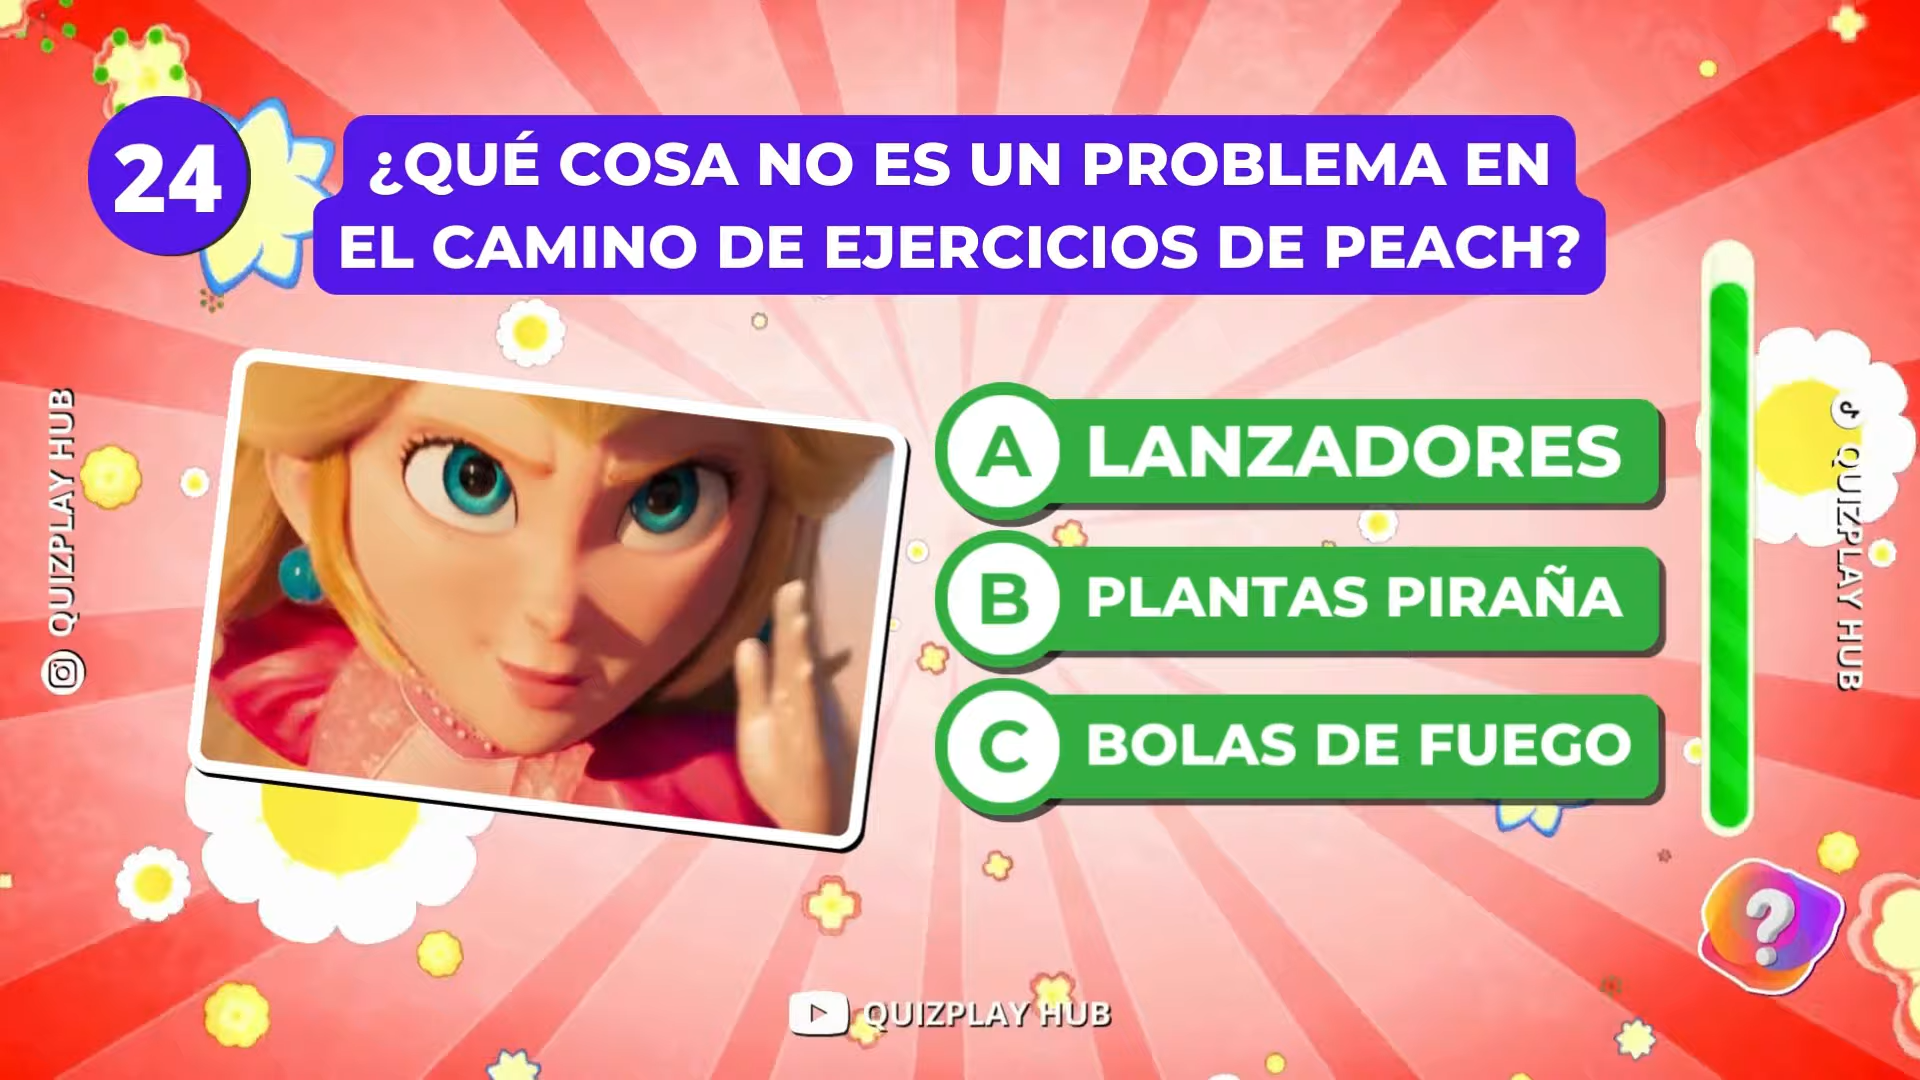 24
¿QUÉ COSA NO ES UN PROBLEMA EN
EL CAMINO DE EJERCICIOS DE PEACH?
A LANZADORES
B PLANTAS PIRAÑA
C BOLAS DE FUEGO
QUIZPLAY HUB
QUIZPLAY HUB
?
QUIZPLAY HUB